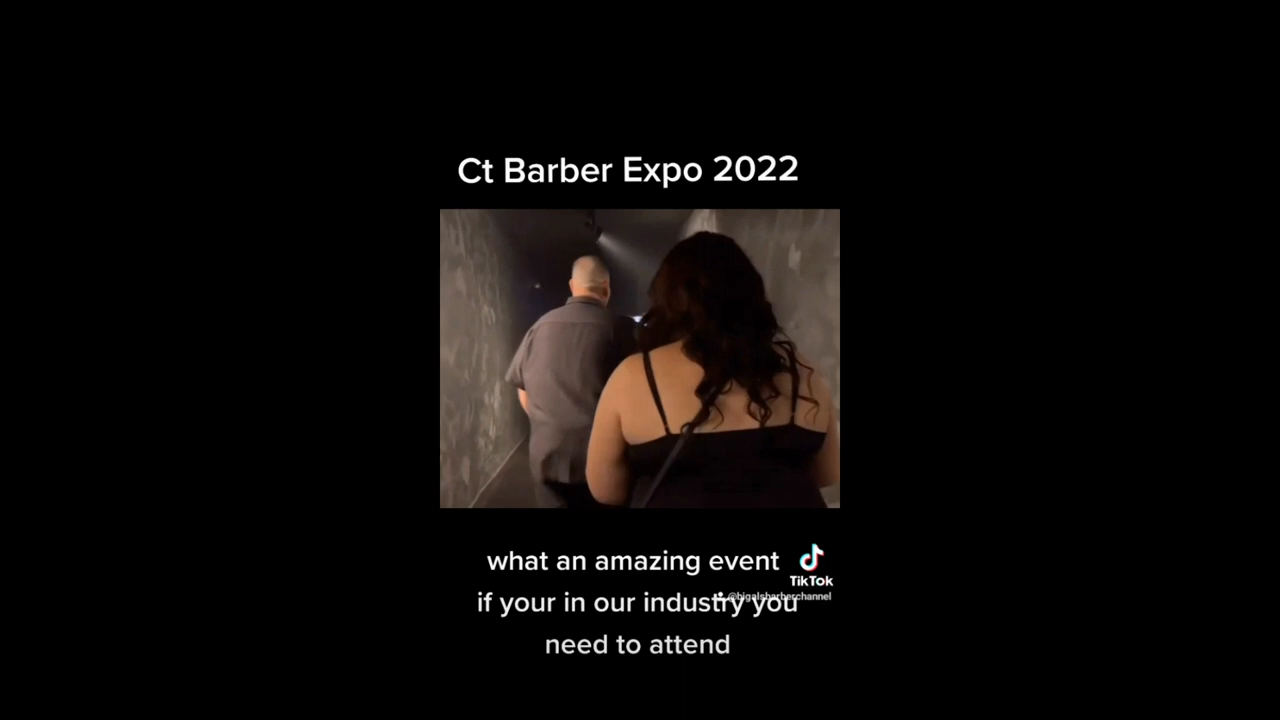 Ct Barber Expo 2022
what an amazing event
if your in our industry you
need to attend
TikTok
@bigalsbarberchannel